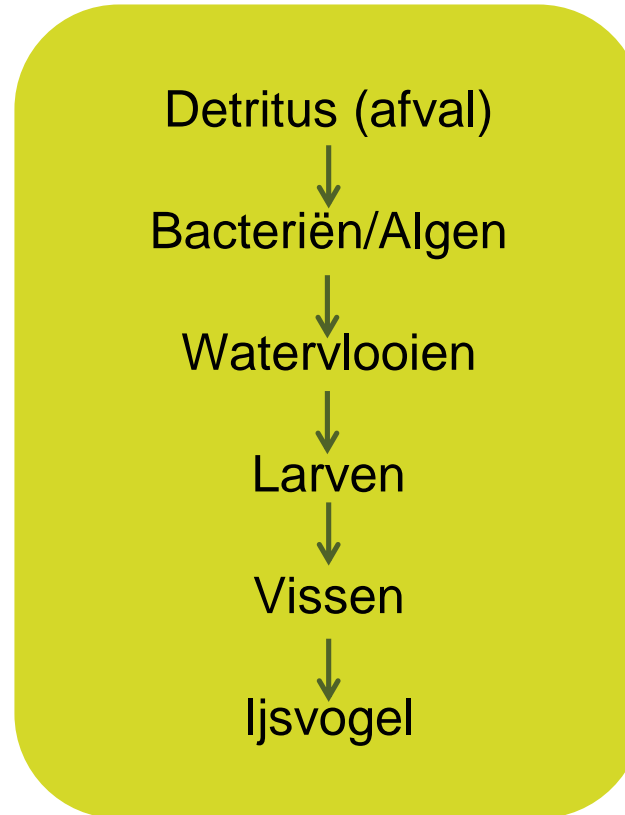 Detritus (afval)
Bacteriën/Algen
Watervlooien
Larven
Vissen
Ijsvogel